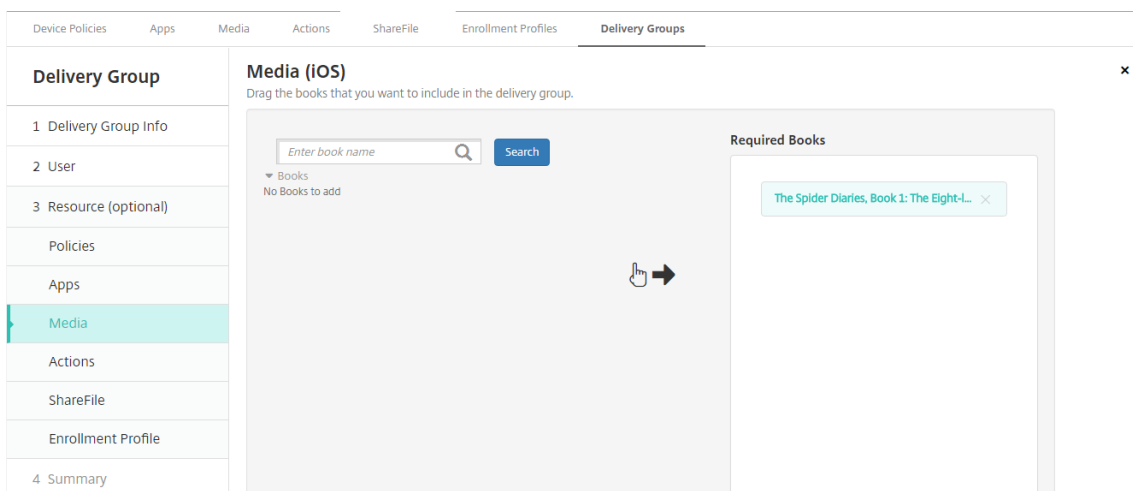 Device Policies Apps Media Actions ShareFile Enrollment Profiles Delivery Groups
Delivery Group
1 Delivery Group Info
2 User
3 Resource (optional)
Policies
Apps
Media
Actions
ShareFile
Enrollment Profile
4 Summary
Media (iOS)
Drag the books that you want to include in the delivery group.
Enter book name
Search
Books
No Books to add
Required Books
The Spider Diaries, Book 1: The Eight-l...